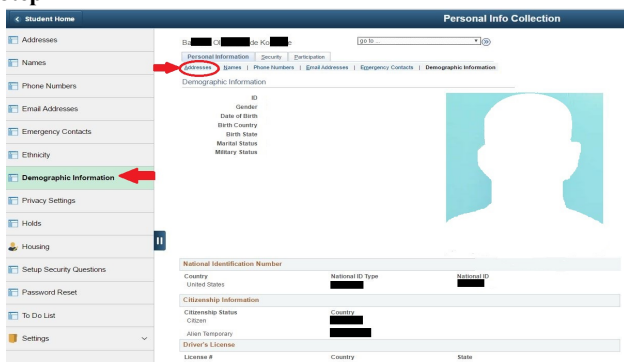 Student Home
Personal Info Collection
Addresses
Names
Phone Numbers
Email Addresses
Emergency Contacts
Ethnicity
Demographic Information
Privacy Settings
Holds
Housing
Setup Security Questions
Password Reset
To Do List
Settings
Ba Ol de Ko e
go to ...
Personal Information Security Participation
Addresses Names | Phone Numbers | Email Addresses | Emergency Contacts | Demographic Information
Demographic Information
ID
Gender
Date of Birth
Birth Country
Birth State
Marital Status
Military Status
National Identification Number
Country National ID Type National ID
United States
Citizenship Information
Citizenship Status Country
Citizen
Alien Temporary
Driver's License
License # Country State